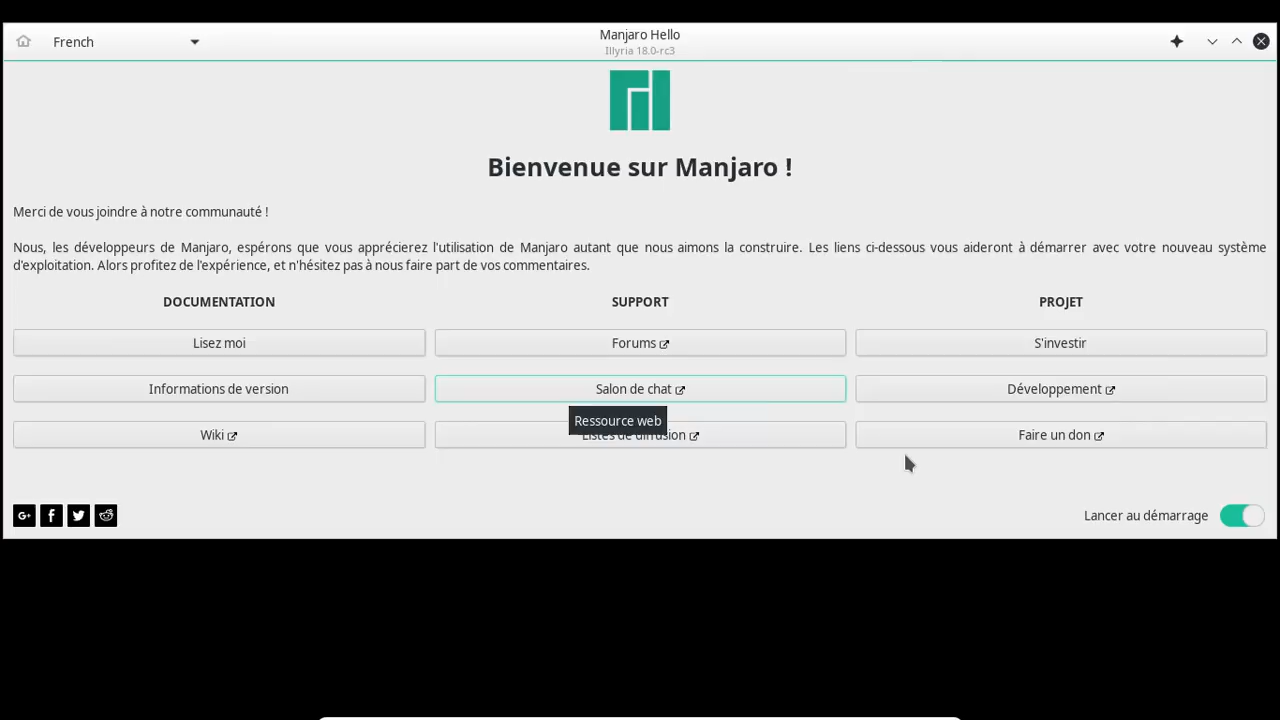 French
Manjaro Hello
Illyria 18.0-rc3
Bienvenue sur Manjaro !
Merci de vous joindre à notre communauté !
Nous, les développeurs de Manjaro, espérons que vous apprécierez l'utilisation de Manjaro autant que nous aimons la construire. Les liens ci-dessous vous aideront à démarrer avec votre nouveau système
d'exploitation. Alors profitez de l'expérience, et n'hésitez pas à nous faire part de vos commentaires.
DOCUMENTATION
SUPPORT
PROJET
Lisez moi
Forums
S'investir
Informations de version
Salon de chat
Développement
Ressource web
Wiki
Listes de diffusion
Faire un don
G+
Lancer au démarrage